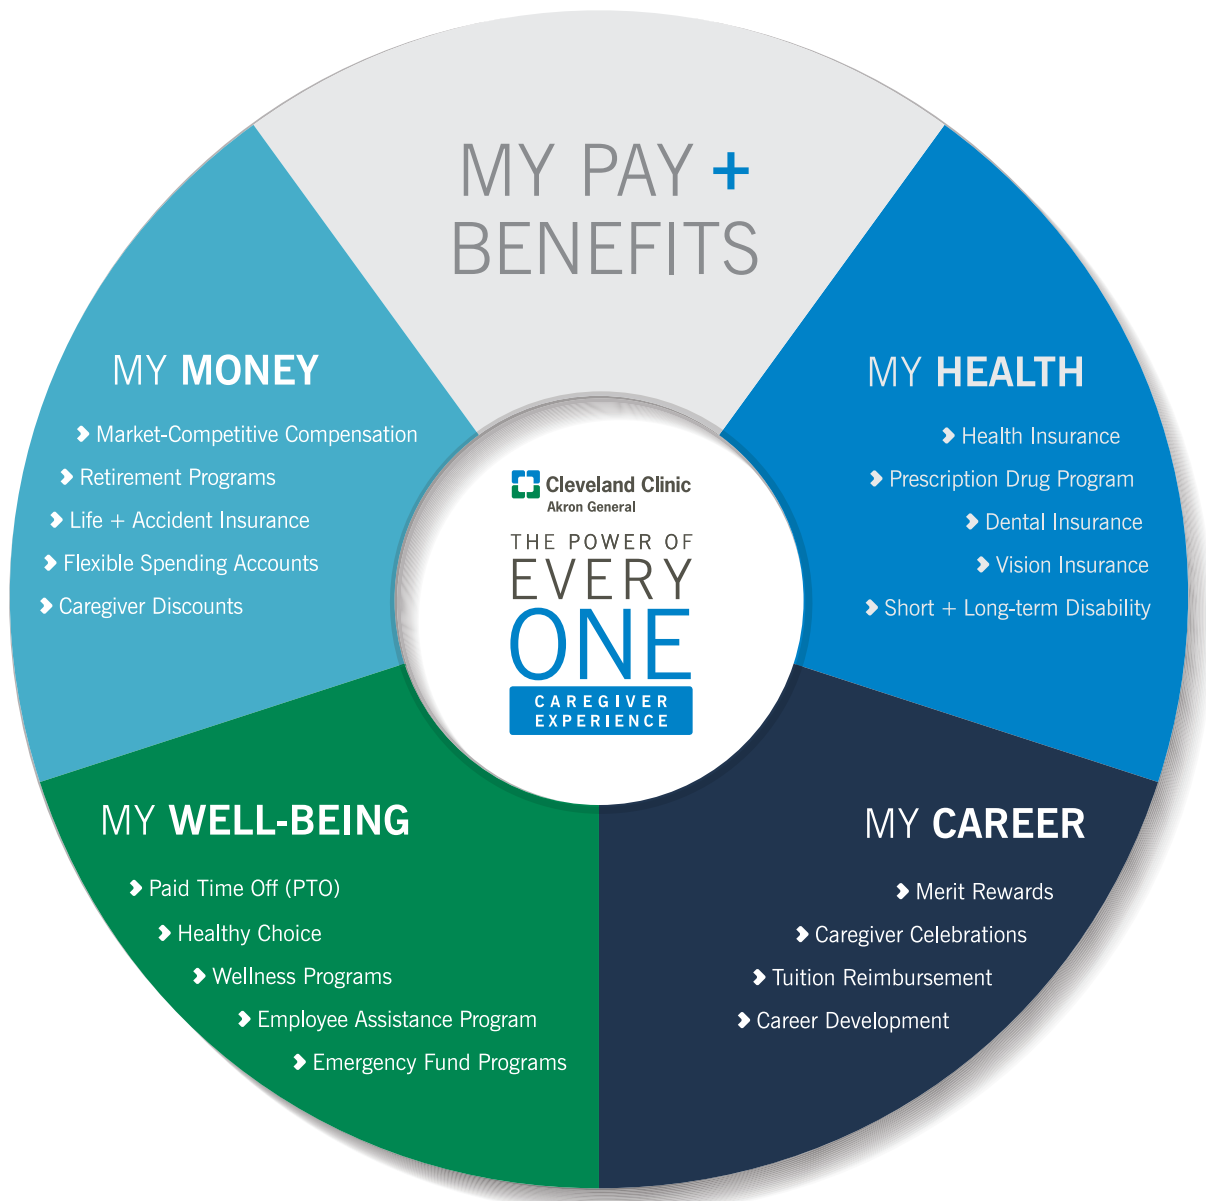 MY PAY +
BENEFITS
MY MONEY
Market-Competitive Compensation
Retirement Programs
Life + Accident Insurance
Flexible Spending Accounts
Caregiver Discounts
MY HEALTH
Health Insurance
Prescription Drug Program
Dental Insurance
Vision Insurance
Short + Long-term Disability
Cleveland Clinic
Akron General
THE POWER OF
EVERY
ONE
CAREGIVER
EXPERIENCE
MY WELL-BEING
Paid Time Off (PTO)
Healthy Choice
Wellness Programs
Employee Assistance Program
Emergency Fund Programs
MY CAREER
Merit Rewards
Caregiver Celebrations
Tuition Reimbursement
Career Development